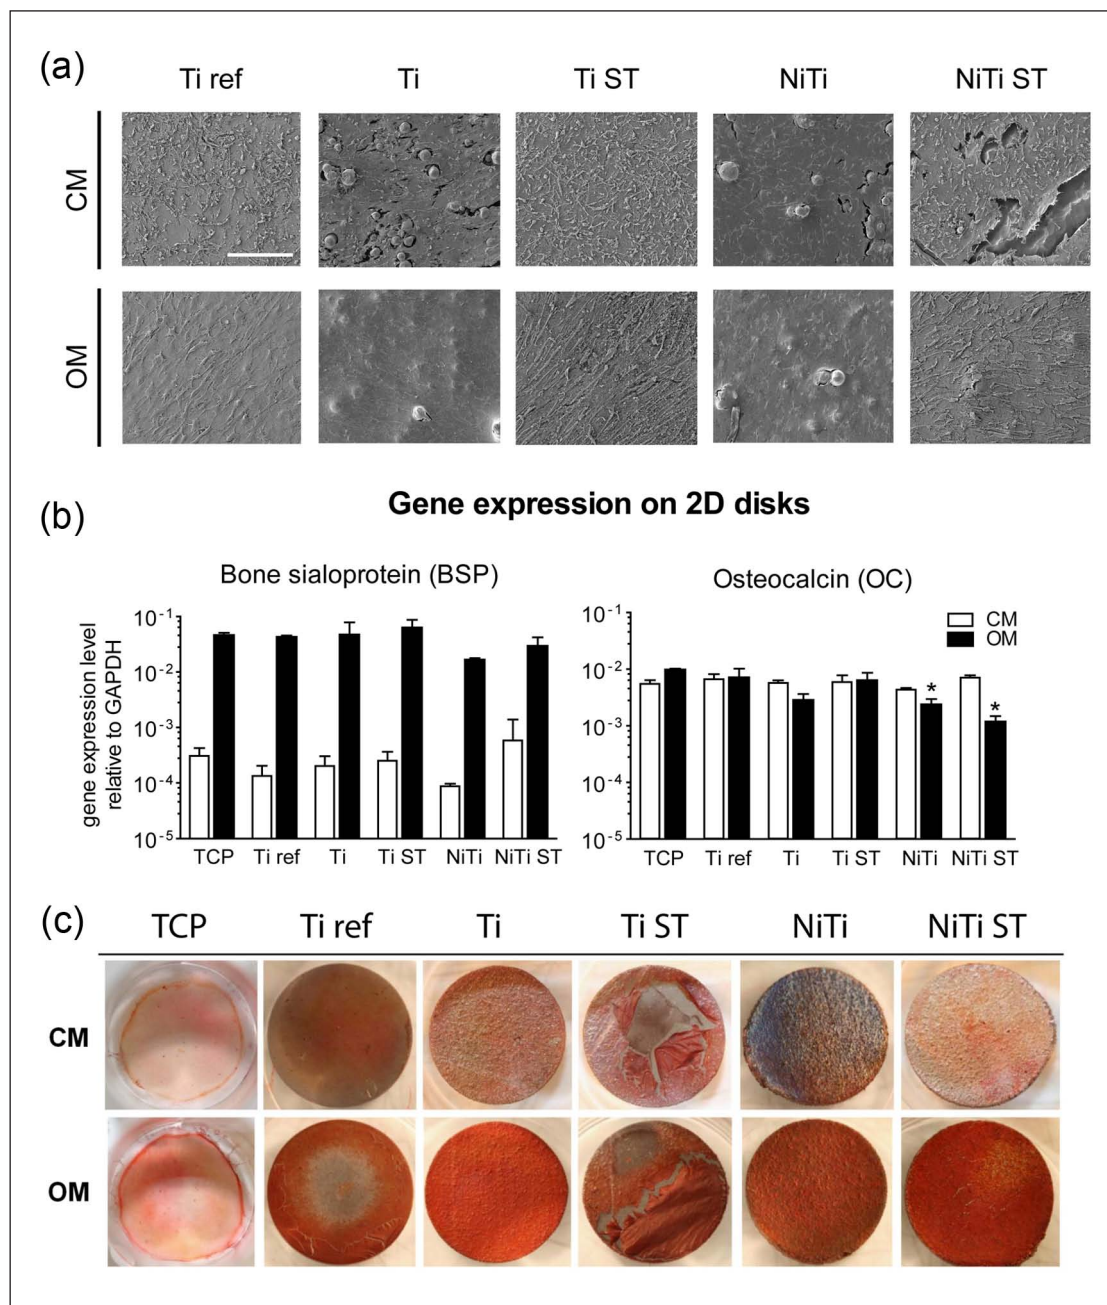 (a)
Ti ref Ti Ti ST NiTi NiTi ST
CM
OM
Gene expression on 2D disks
(b)
Bone sialoprotein (BSP) Osteocalcin (OC)
gene expression level
relative to GAPDH
10-1
10-2
10-3
10-4
10-5
TCP Ti ref Ti Ti ST NiTi NiTi ST
10-1
10-2
10-3
10-4
10-5
CM
OM
* *
TCP Ti ref Ti Ti ST NiTi NiTi ST
(c)
TCP Ti ref Ti Ti ST NiTi NiTi ST
CM
OM